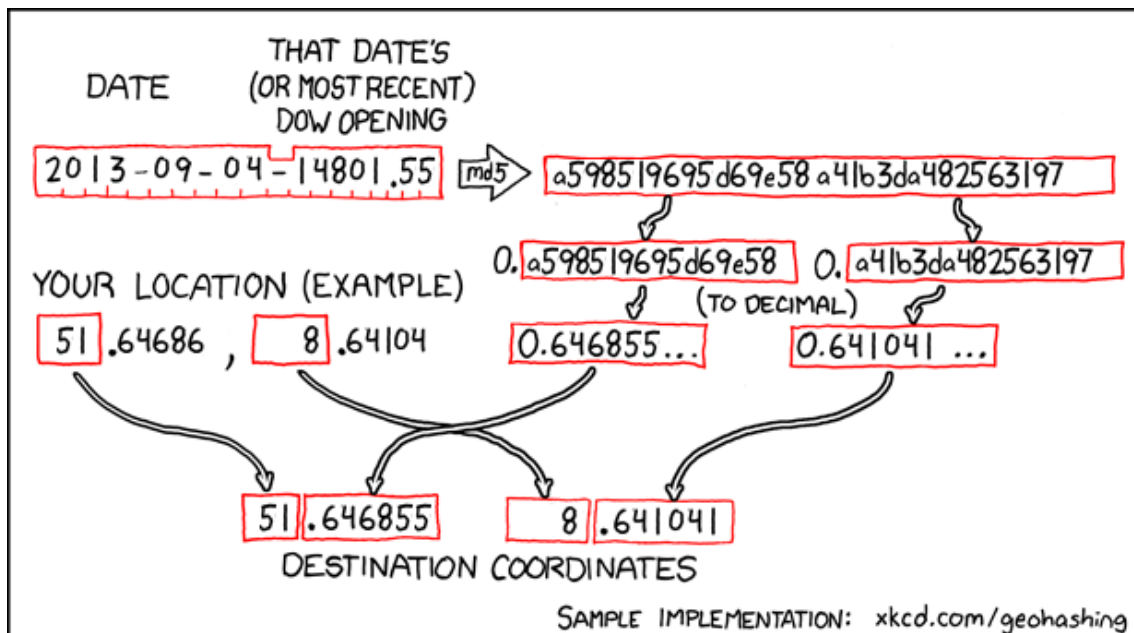 DATE
THAT DATE'S
(OR MOST RECENT)
DOW OPENING
2013-09-04-14801.55
md5
a598519695d69e58a41b3da482563197
0.a598519695d69e58
0.a41b3da482563197
YOUR LOCATION (EXAMPLE)
(TO DECIMAL)
51.64686, 8.64104
0.646855...
0.641041...
51.646855
8.641041
DESTINATION COORDINATES
SAMPLE IMPLEMENTATION: xkcd.com/geohashing